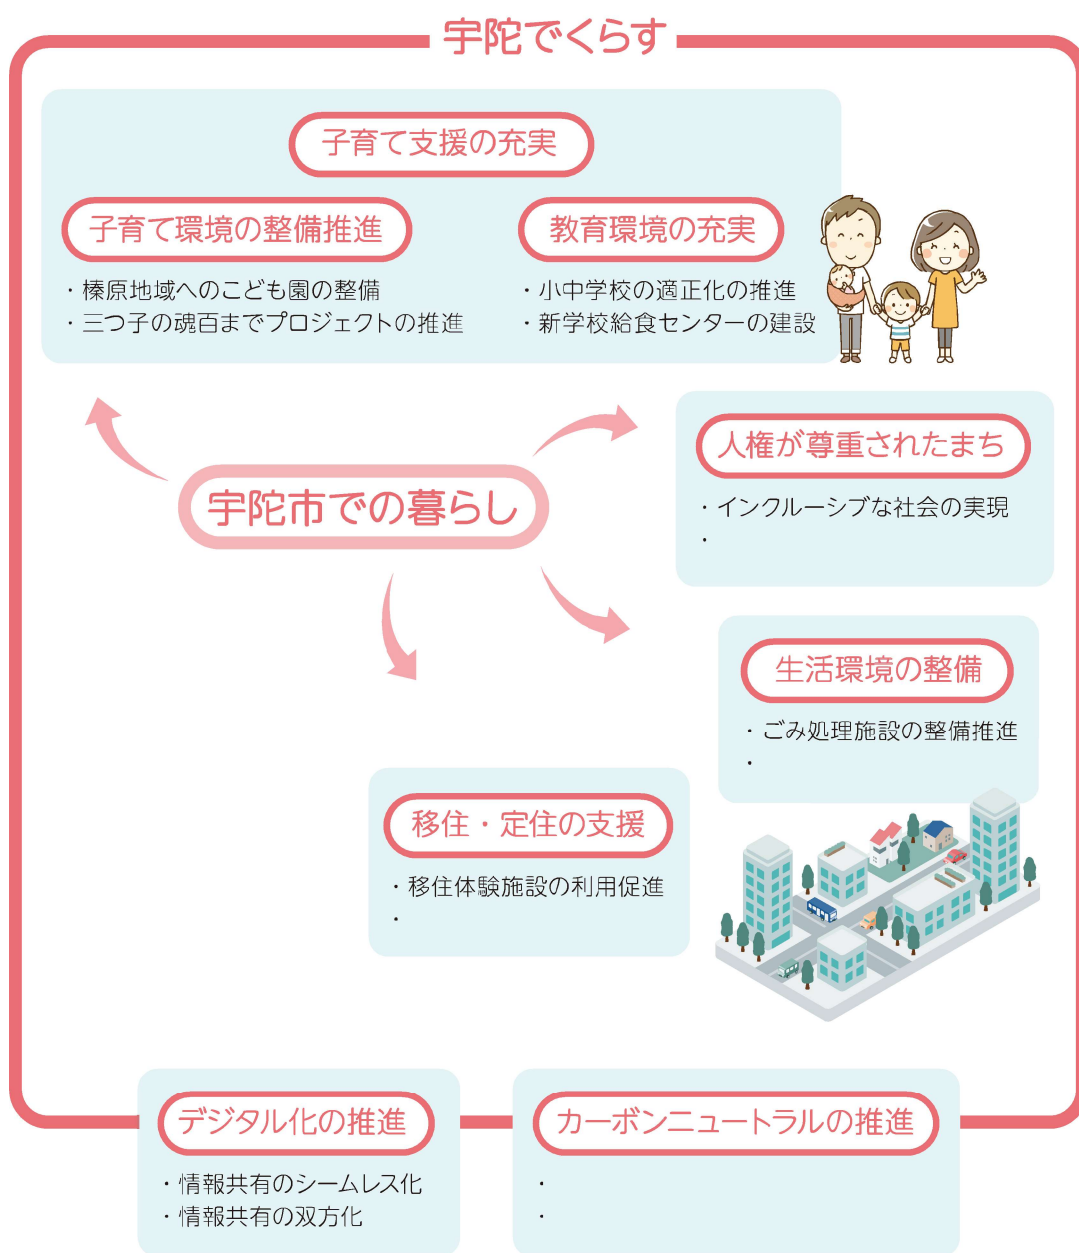 宇陀でくらす
子育て支援の充実
子育て環境の整備推進
・榛原地域へのこども園の整備
・三つ子の魂百までプロジェクトの推進
教育環境の充実
・小中学校の適正化の推進
・新学校給食センターの建設
宇陀市での暮らし
人権が尊重されたまち
・インクルーシブな社会の実現
・
生活環境の整備
・ごみ処理施設の整備推進
・
移住・定住の支援
・移住体験施設の利用促進
・
デジタル化の推進
・情報共有のシームレス化
・情報共有の双方化
カーボンニュートラルの推進
・
・